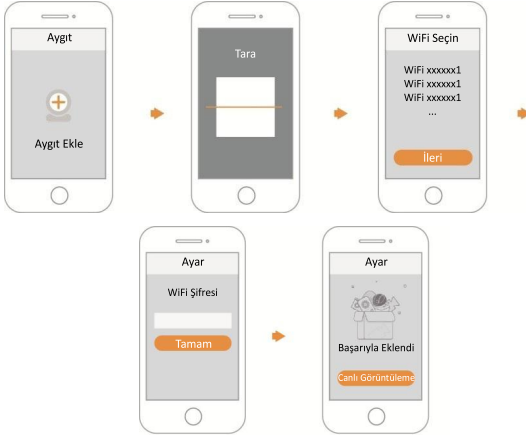 Aygıt
Aygıt Ekle
Tara
WiFi Seçin
WiFi xxxxxx1
WiFi xxxxxx1
WiFi xxxxxx1
...
İleri
Ayar
WiFi Şifresi
Tamam
Ayar
Başarıyla Eklendi
Canlı Görüntüleme